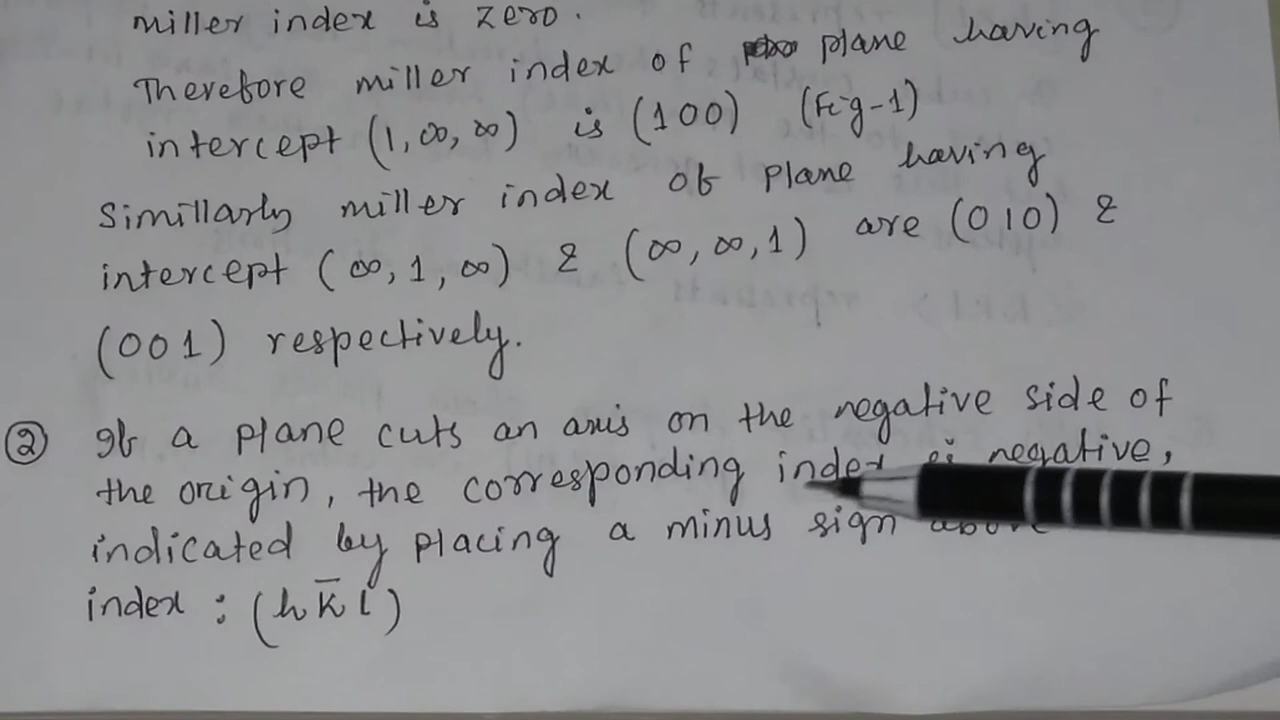 miller index is zero.
Therefore miller index of plane having
intercept (1, ∞, ∞) is (100) (Fig-1)
Simillarly miller index of plane having
intercept (∞, 1, ∞) & (∞, ∞, 1) are (010) &
(001) respectively.
② If a plane cuts an axis on the negative side of
the origin, the corresponding index is negative,
indicated by placing a minus sign above
index : (h k̅ l)